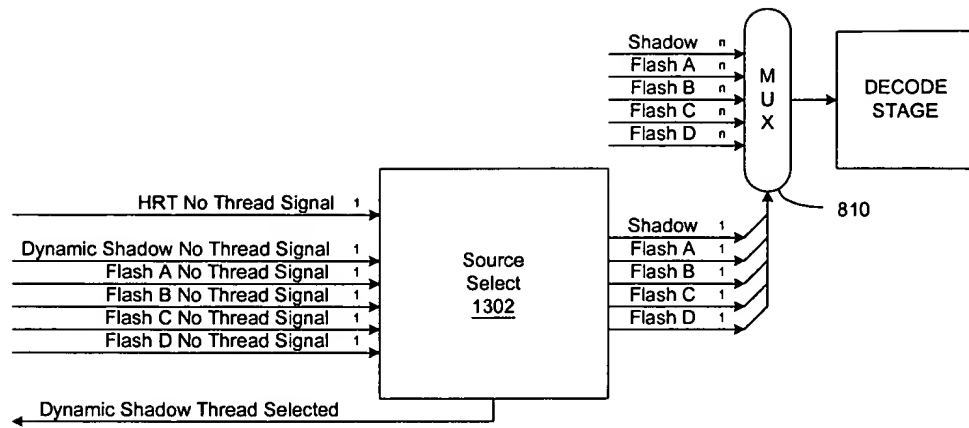 Shadow n
Flash A n
Flash B n
Flash C n
Flash D n
MUX
DECODE
STAGE
810
HRT No Thread Signal 1
Dynamic Shadow No Thread Signal 1
Flash A No Thread Signal 1
Flash B No Thread Signal 1
Flash C No Thread Signal 1
Flash D No Thread Signal 1
Source
Select
1302
Shadow 1
Flash A 1
Flash B 1
Flash C 1
Flash D 1
Dynamic Shadow Thread Selected